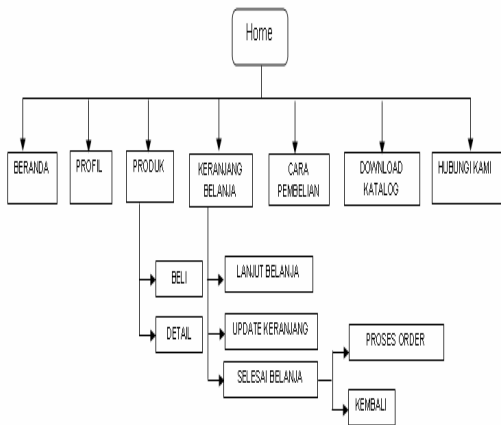 Home
BERANDA
PROFIL
PRODUK
KERANJANG
BELANJA
CARA
PEMBELIAN
DOWNLOAD
KATALOG
HUBUNGI KAMI
BELI
DETAIL
LANJUT BELANJA
UPDATE KERANJANG
SELESAI BELANJA
PROSES ORDER
KEMBALI